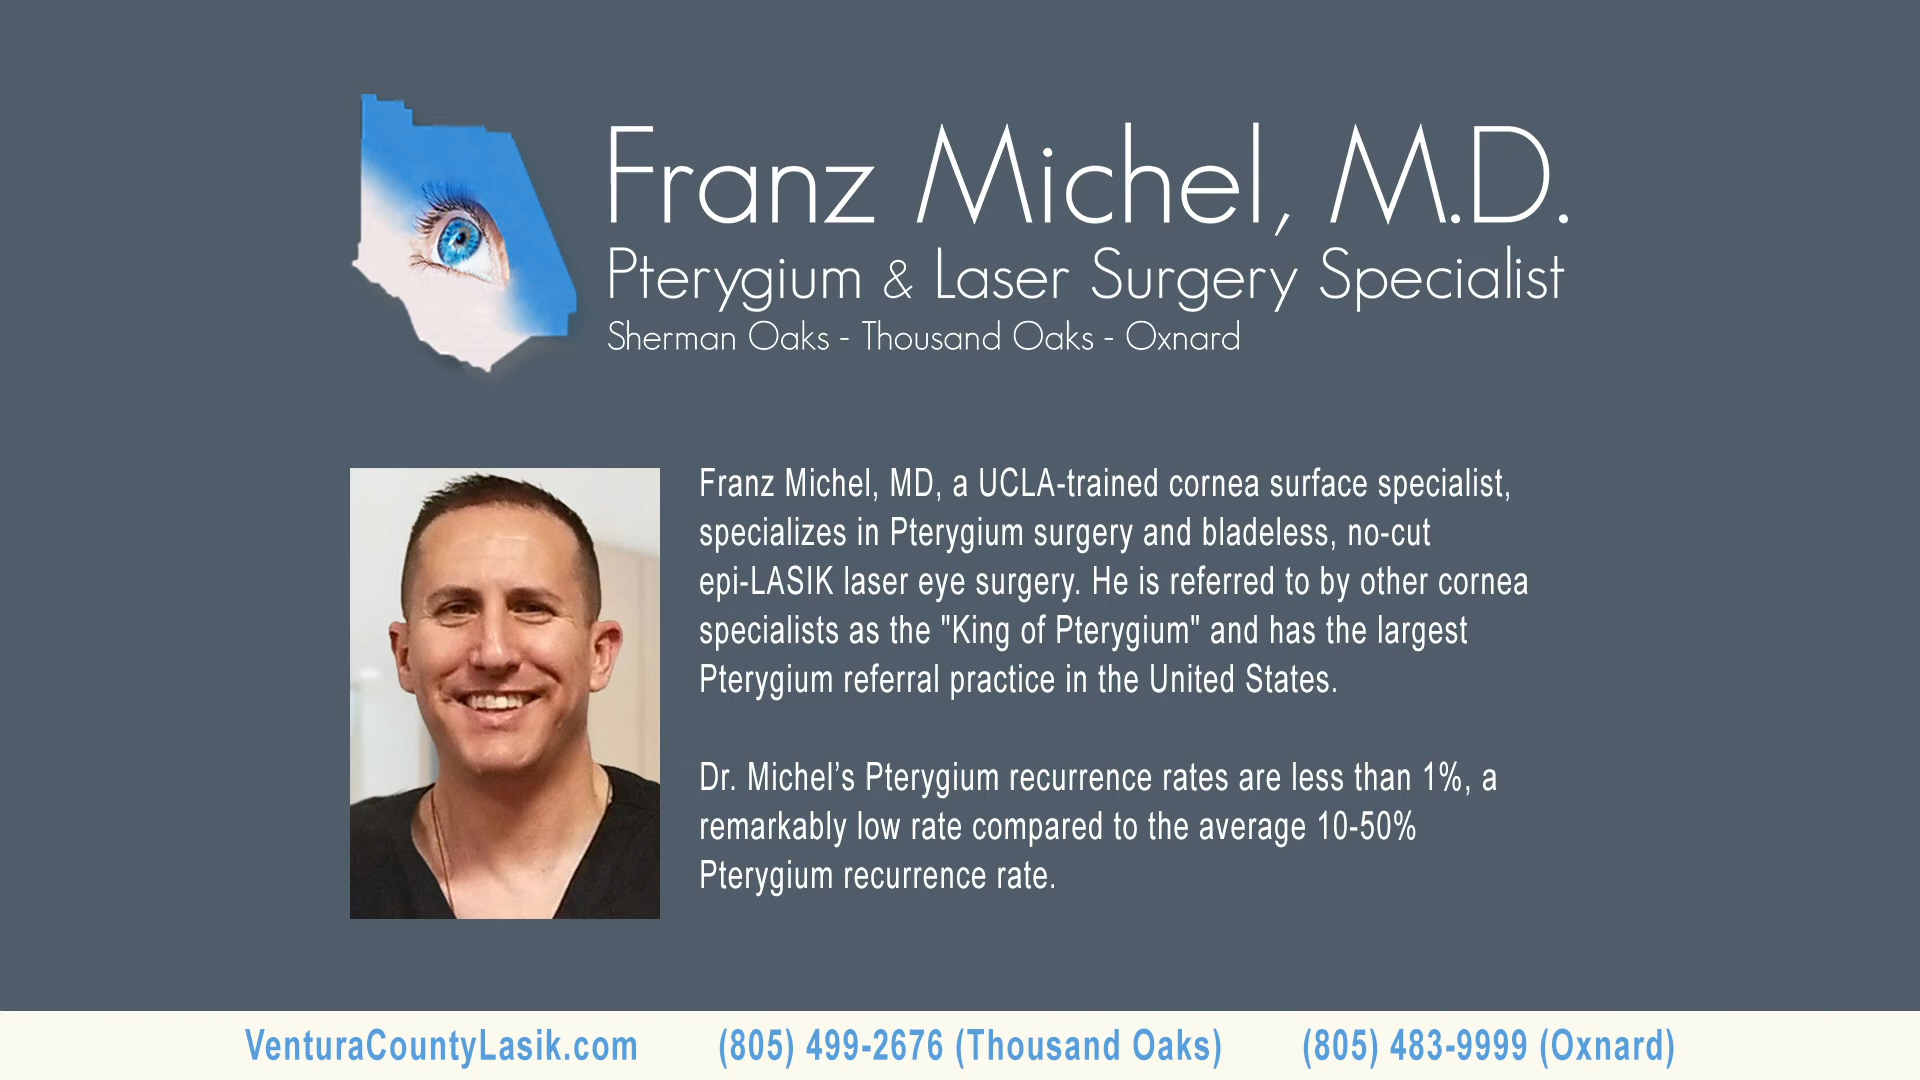 Franz Michel, M.D.
Pterygium & Laser Surgery Specialist
Sherman Oaks - Thousand Oaks - Oxnard
Franz Michel, MD, a UCLA-trained cornea surface specialist,
specializes in Pterygium surgery and bladeless, no-cut
epi-LASIK laser eye surgery. He is referred to by other cornea
specialists as the "King of Pterygium" and has the largest
Pterygium referral practice in the United States.
Dr. Michel’s Pterygium recurrence rates are less than 1%, a
remarkably low rate compared to the average 10-50%
Pterygium recurrence rate.
VenturaCountyLasik.com (805) 499-2676 (Thousand Oaks) (805) 483-9999 (Oxnard)